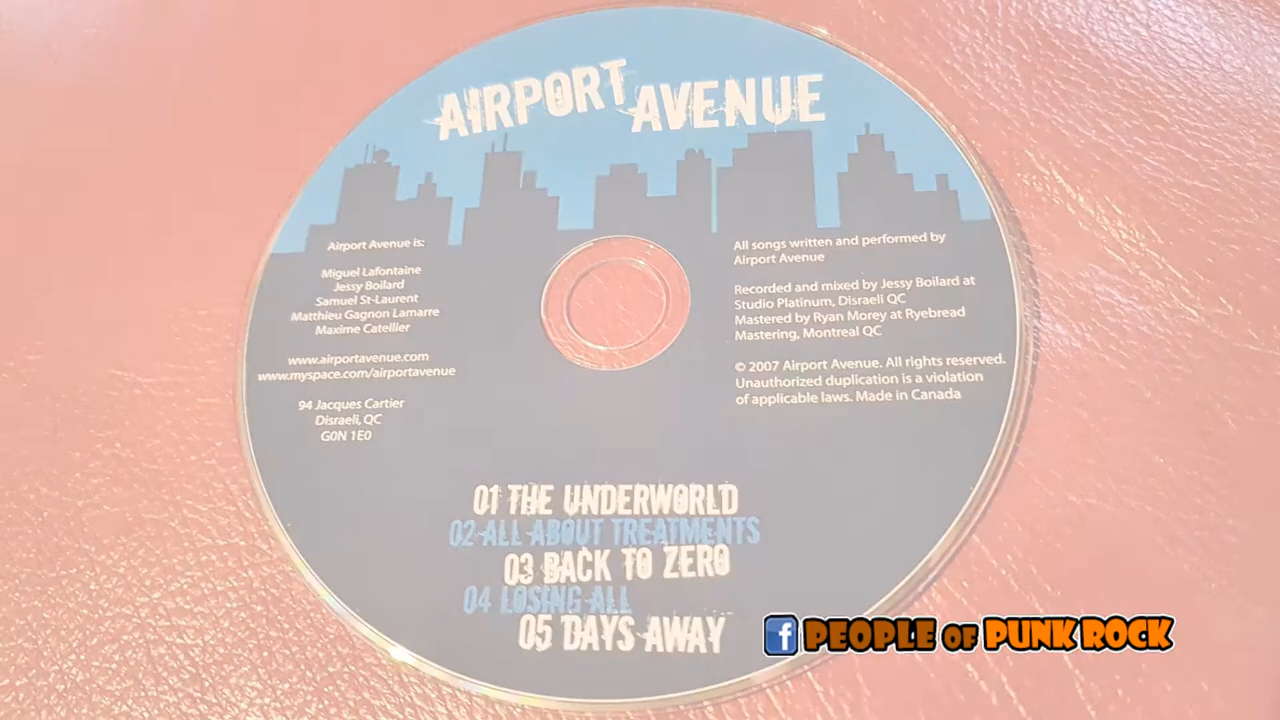 AIRPORT AVENUE
Airport Avenue is:
Miguel Lafontaine
Jessy Boilard
Samuel St-Laurent
Matthieu Gagnon Lamarre
Maxime Catellier
www.airportavenue.com
www.myspace.com/airportavenue
94 Jacques Cartier
Disraeli, QC
G0N 1E0
All songs written and performed by
Airport Avenue
Recorded and mixed by Jessy Boilard at
Studio Platinum, Disraeli QC
Mastered by Ryan Morey at Ryebread
Mastering, Montreal QC
© 2007 Airport Avenue. All rights reserved.
Unauthorized duplication is a violation
of applicable laws. Made in Canada
01 THE UNDERWORLD
02 ALL ABOUT TREATMENTS
03 BACK TO ZERO
04 LOSING ALL
05 DAYS AWAY
f PEOPLE OF PUNK ROCK